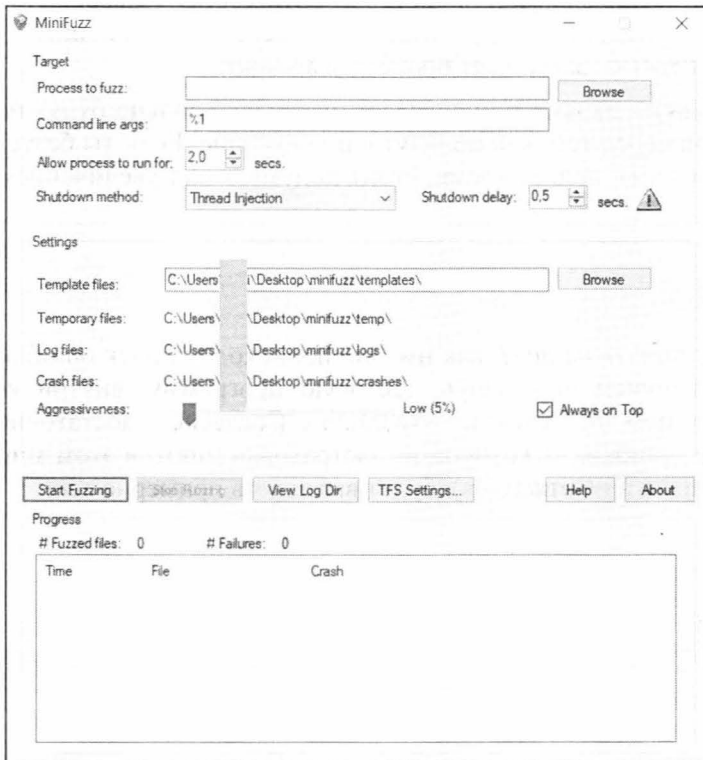 MiniFuzz
Target
Process to fuzz:
Browse
Command line args:
%1
Allow process to run for: 2,0 secs.
Shutdown method: Thread Injection Shutdown delay: 0,5 secs.
Settings
Template files: C:\Users\ i\Desktop\minifuzz\templates\ Browse
Temporary files: C:\Users\ \Desktop\minifuzz\temp\
Log files: C:\Users\ \Desktop\minifuzz\logs\
Crash files: C:\Users\ \Desktop\minifuzz\crashes\
Aggressiveness: Low (5%) Always on Top
Start Fuzzing Stop Fuzzing View Log Dir TFS Settings... Help About
Progress
# Fuzzed files: 0 # Failures: 0
Time File Crash